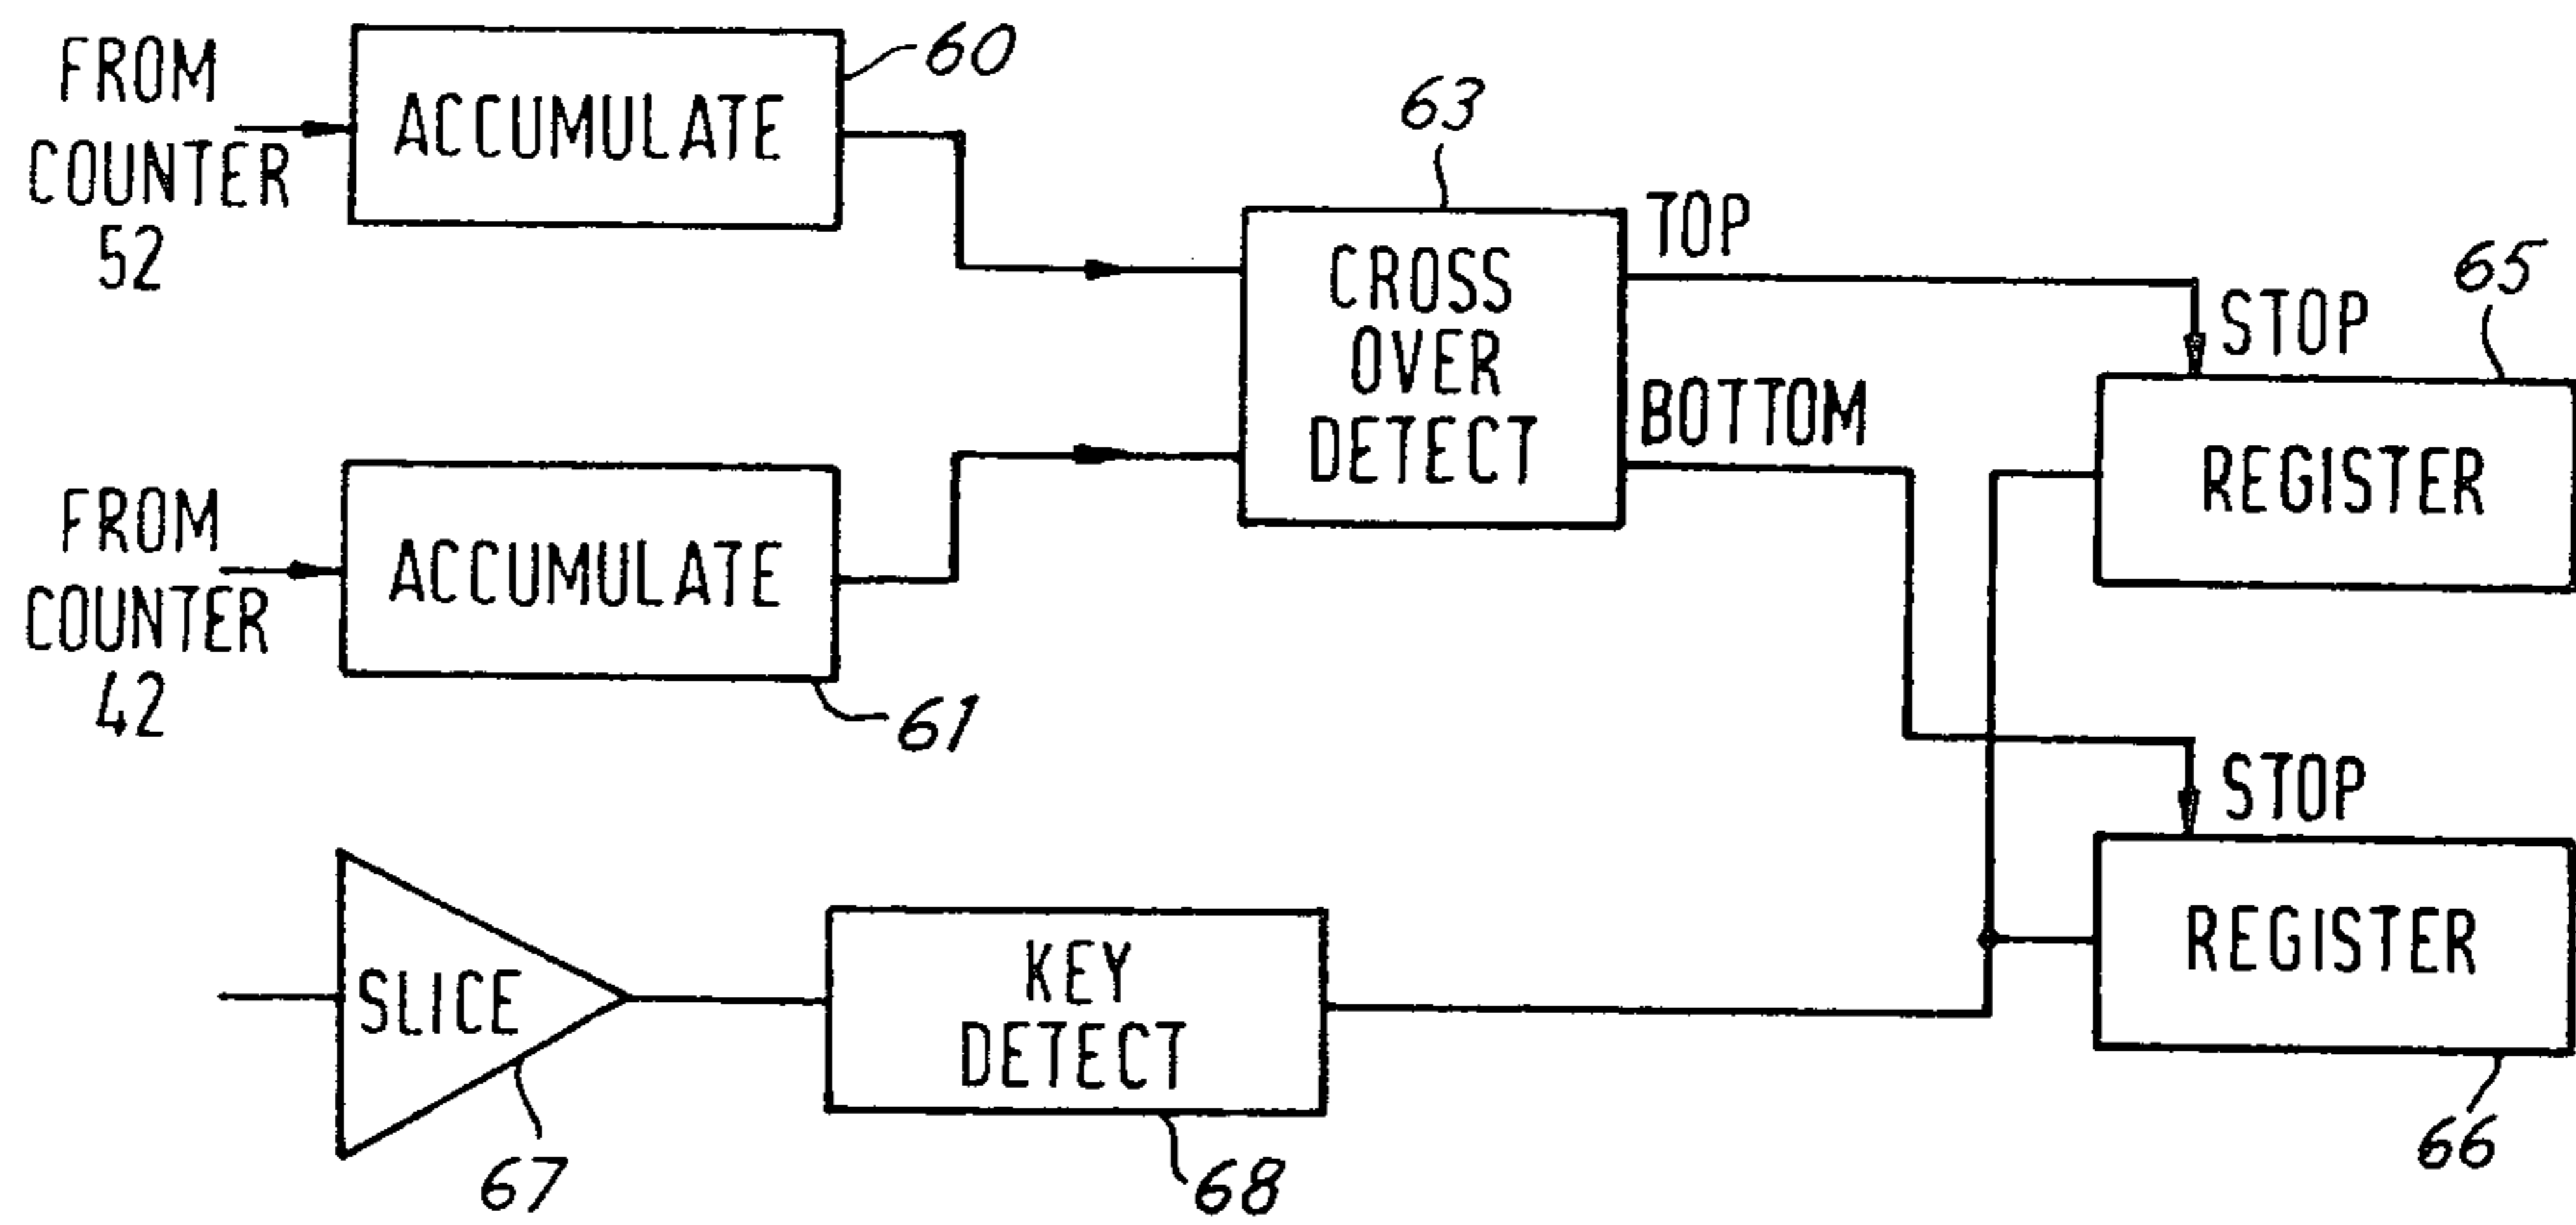 FROM
COUNTER
52
ACCUMULATE
60
FROM
COUNTER
42
ACCUMULATE
61
63
CROSS
OVER
DETECT
TOP
BOTTOM
STOP
65
REGISTER
STOP
REGISTER
66
SLICE
67
KEY
DETECT
68